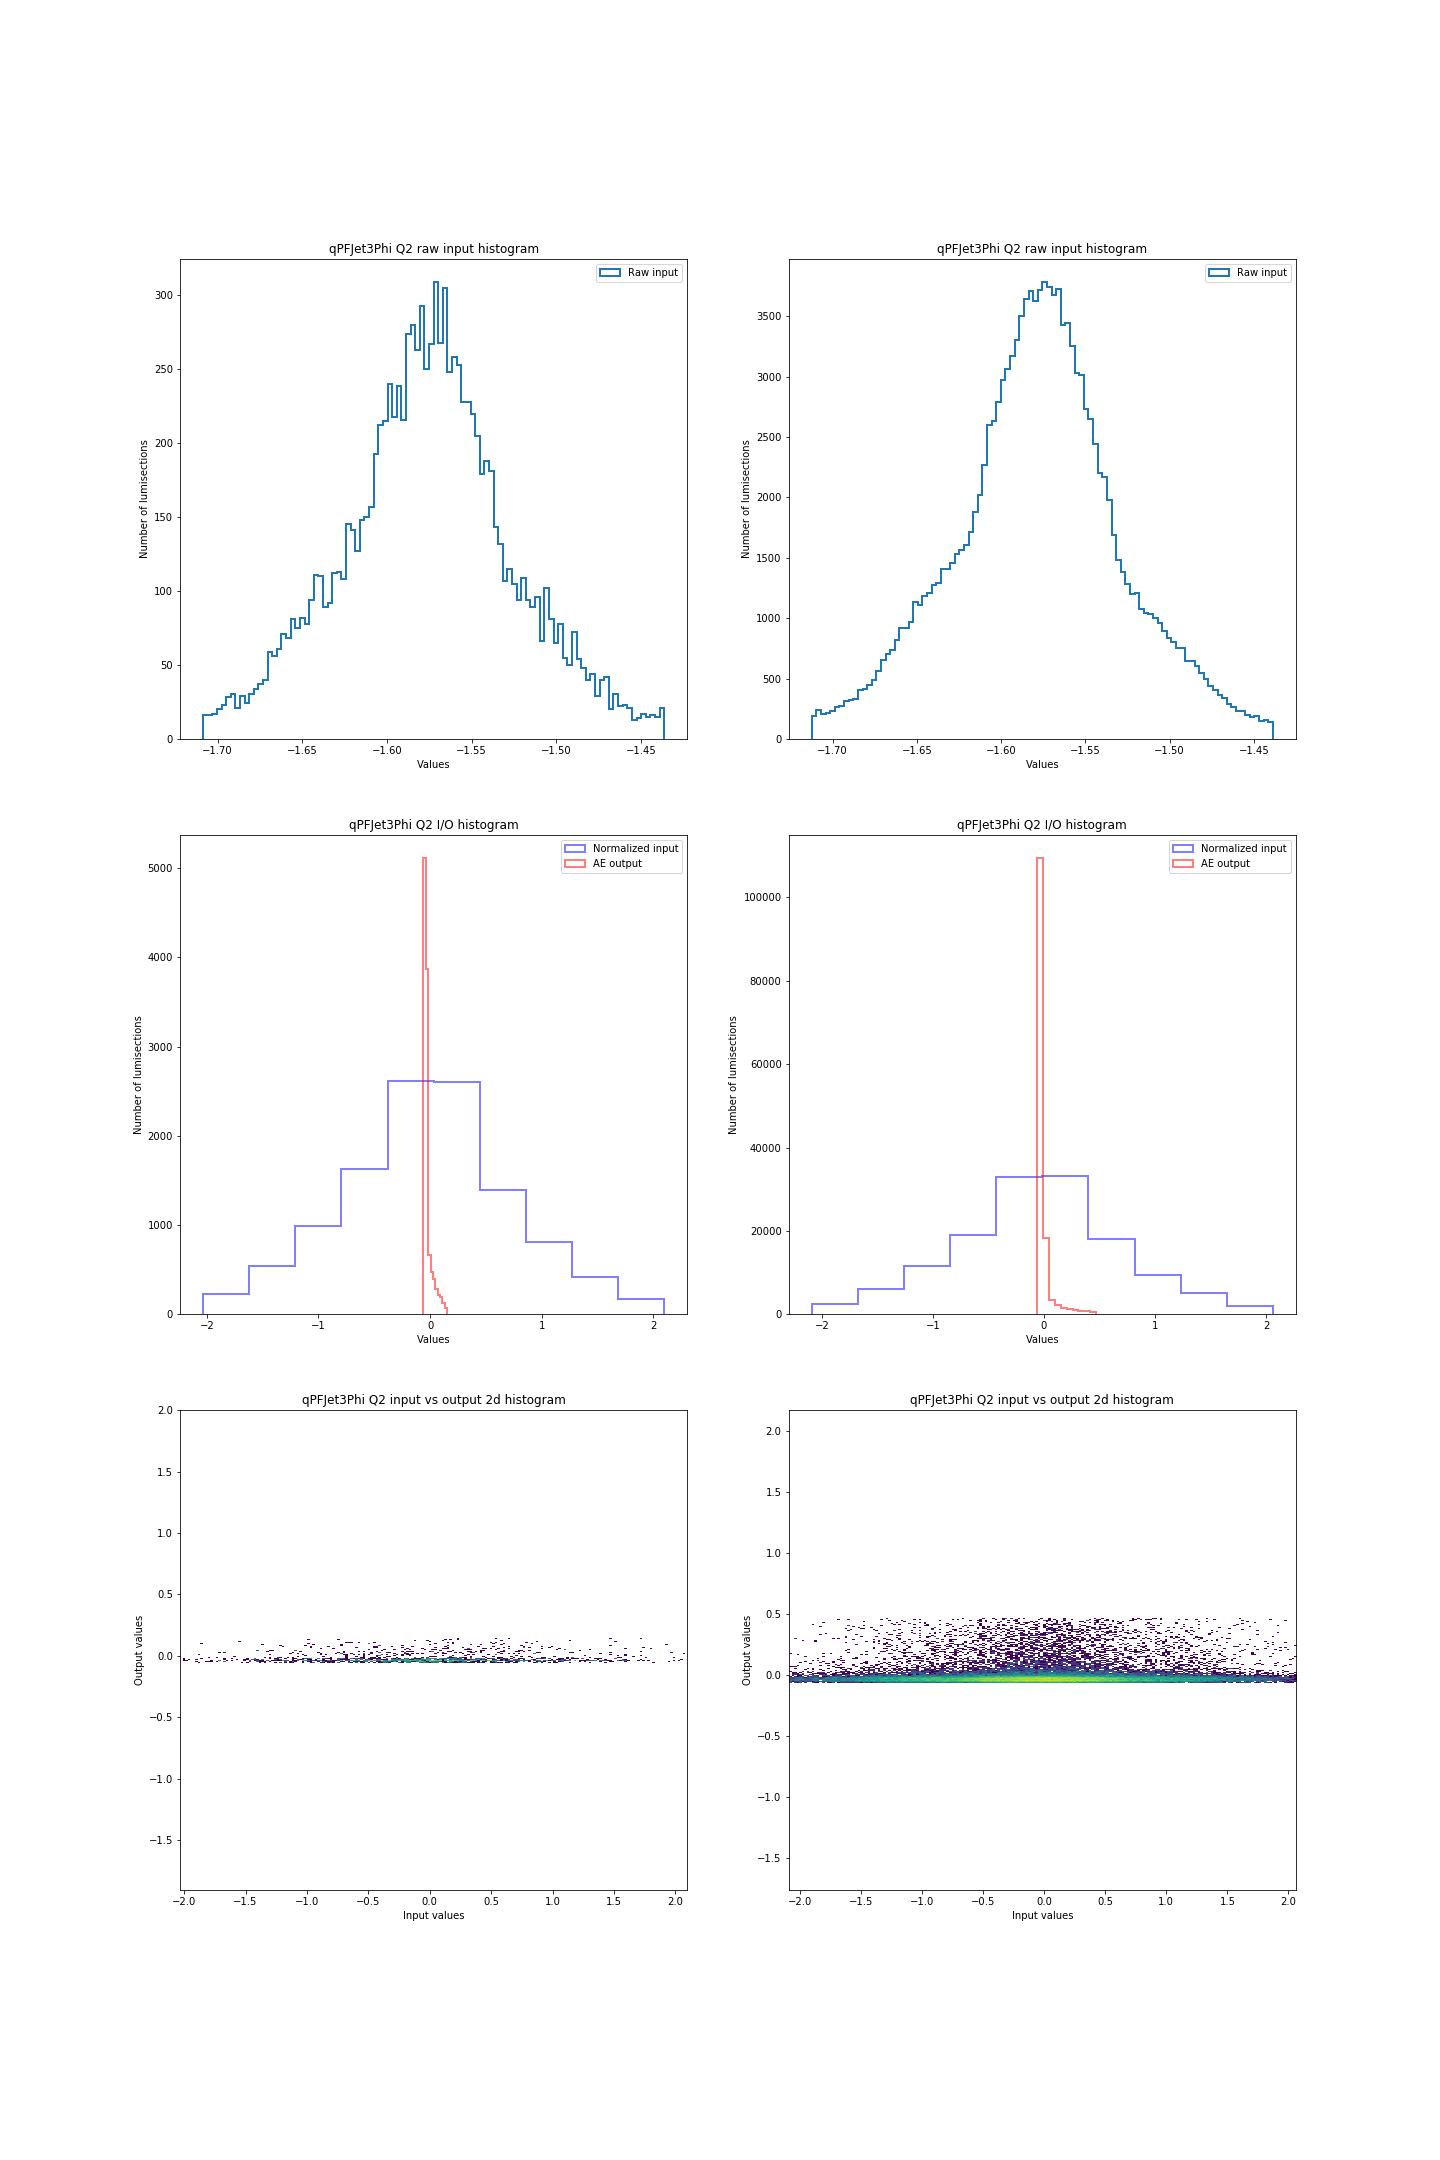 qPFJet3Phi Q2 raw input histogram
Raw input
Number of lumisections
300
250
200
150
100
50
0
−1.70 −1.65 −1.60 −1.55 −1.50 −1.45
Values
qPFJet3Phi Q2 raw input histogram
Raw input
Number of lumisections
3500
3000
2500
2000
1500
1000
500
0
−1.70 −1.65 −1.60 −1.55 −1.50 −1.45
Values
qPFJet3Phi Q2 I/O histogram
Normalized input
AE output
Number of lumisections
5000
4000
3000
2000
1000
0
−2 −1 0 1 2
Values
qPFJet3Phi Q2 I/O histogram
Normalized input
AE output
Number of lumisections
100000
80000
60000
40000
20000
0
−2 −1 0 1 2
Values
qPFJet3Phi Q2 input vs output 2d histogram
Output values
2.0
1.5
1.0
0.5
0.0
−0.5
−1.0
−1.5
−2.0 −1.5 −1.0 −0.5 0.0 0.5 1.0 1.5 2.0
Input values
qPFJet3Phi Q2 input vs output 2d histogram
Output values
2.0
1.5
1.0
0.5
0.0
−0.5
−1.0
−1.5
−2.0 −1.5 −1.0 −0.5 0.0 0.5 1.0 1.5 2.0
Input values